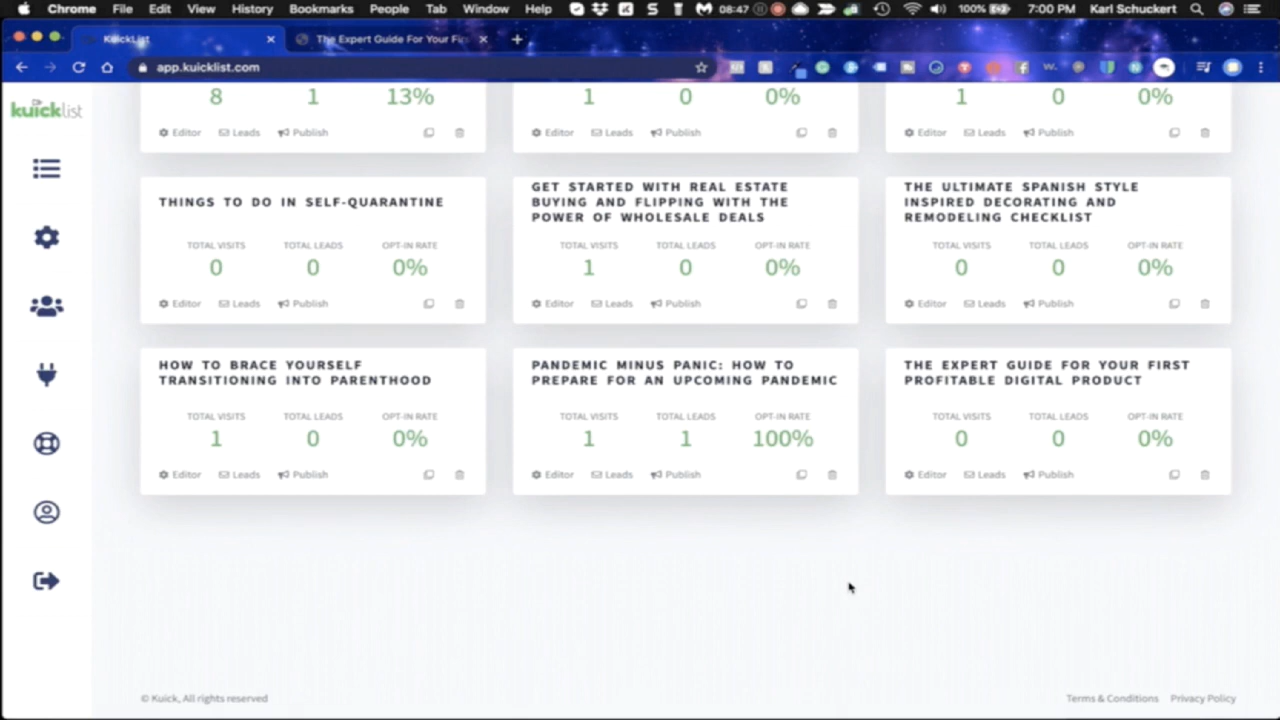 Chrome File Edit View History Bookmarks People Tab Window Help 08:47 100% 7:00 PM Karl Schuckert
KuickList The Expert Guide For Your Firs
app.kuicklist.com
kuicklist
8 1 13% 1 0 0% 1 0 0%
Editor Leads Publish Editor Leads Publish Editor Leads Publish
THINGS TO DO IN SELF-QUARANTINE
TOTAL VISITS TOTAL LEADS OPT-IN RATE
0 0 0%
Editor Leads Publish
GET STARTED WITH REAL ESTATE
BUYING AND FLIPPING WITH THE
POWER OF WHOLESALE DEALS
TOTAL VISITS TOTAL LEADS OPT-IN RATE
1 0 0%
Editor Leads Publish
THE ULTIMATE SPANISH STYLE
INSPIRED DECORATING AND
REMODELING CHECKLIST
TOTAL VISITS TOTAL LEADS OPT-IN RATE
0 0 0%
Editor Leads Publish
HOW TO BRACE YOURSELF
TRANSITIONING INTO PARENTHOOD
TOTAL VISITS TOTAL LEADS OPT-IN RATE
1 0 0%
Editor Leads Publish
PANDEMIC MINUS PANIC: HOW TO
PREPARE FOR AN UPCOMING PANDEMIC
TOTAL VISITS TOTAL LEADS OPT-IN RATE
1 1 100%
Editor Leads Publish
THE EXPERT GUIDE FOR YOUR FIRST
PROFITABLE DIGITAL PRODUCT
TOTAL VISITS TOTAL LEADS OPT-IN RATE
0 0 0%
Editor Leads Publish
© Kuick, All rights reserved Terms & Conditions Privacy Policy